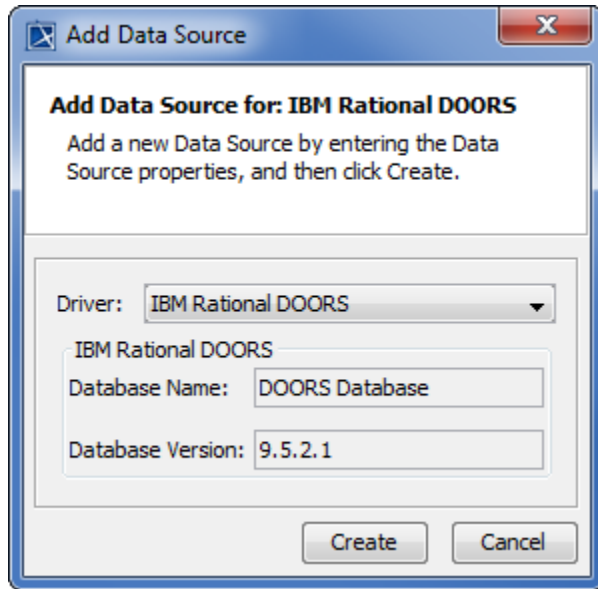 Add Data Source
Add Data Source for: IBM Rational DOORS
Add a new Data Source by entering the Data
Source properties, and then click Create.
Driver: IBM Rational DOORS
IBM Rational DOORS
Database Name: DOORS Database
Database Version: 9.5.2.1
Create Cancel